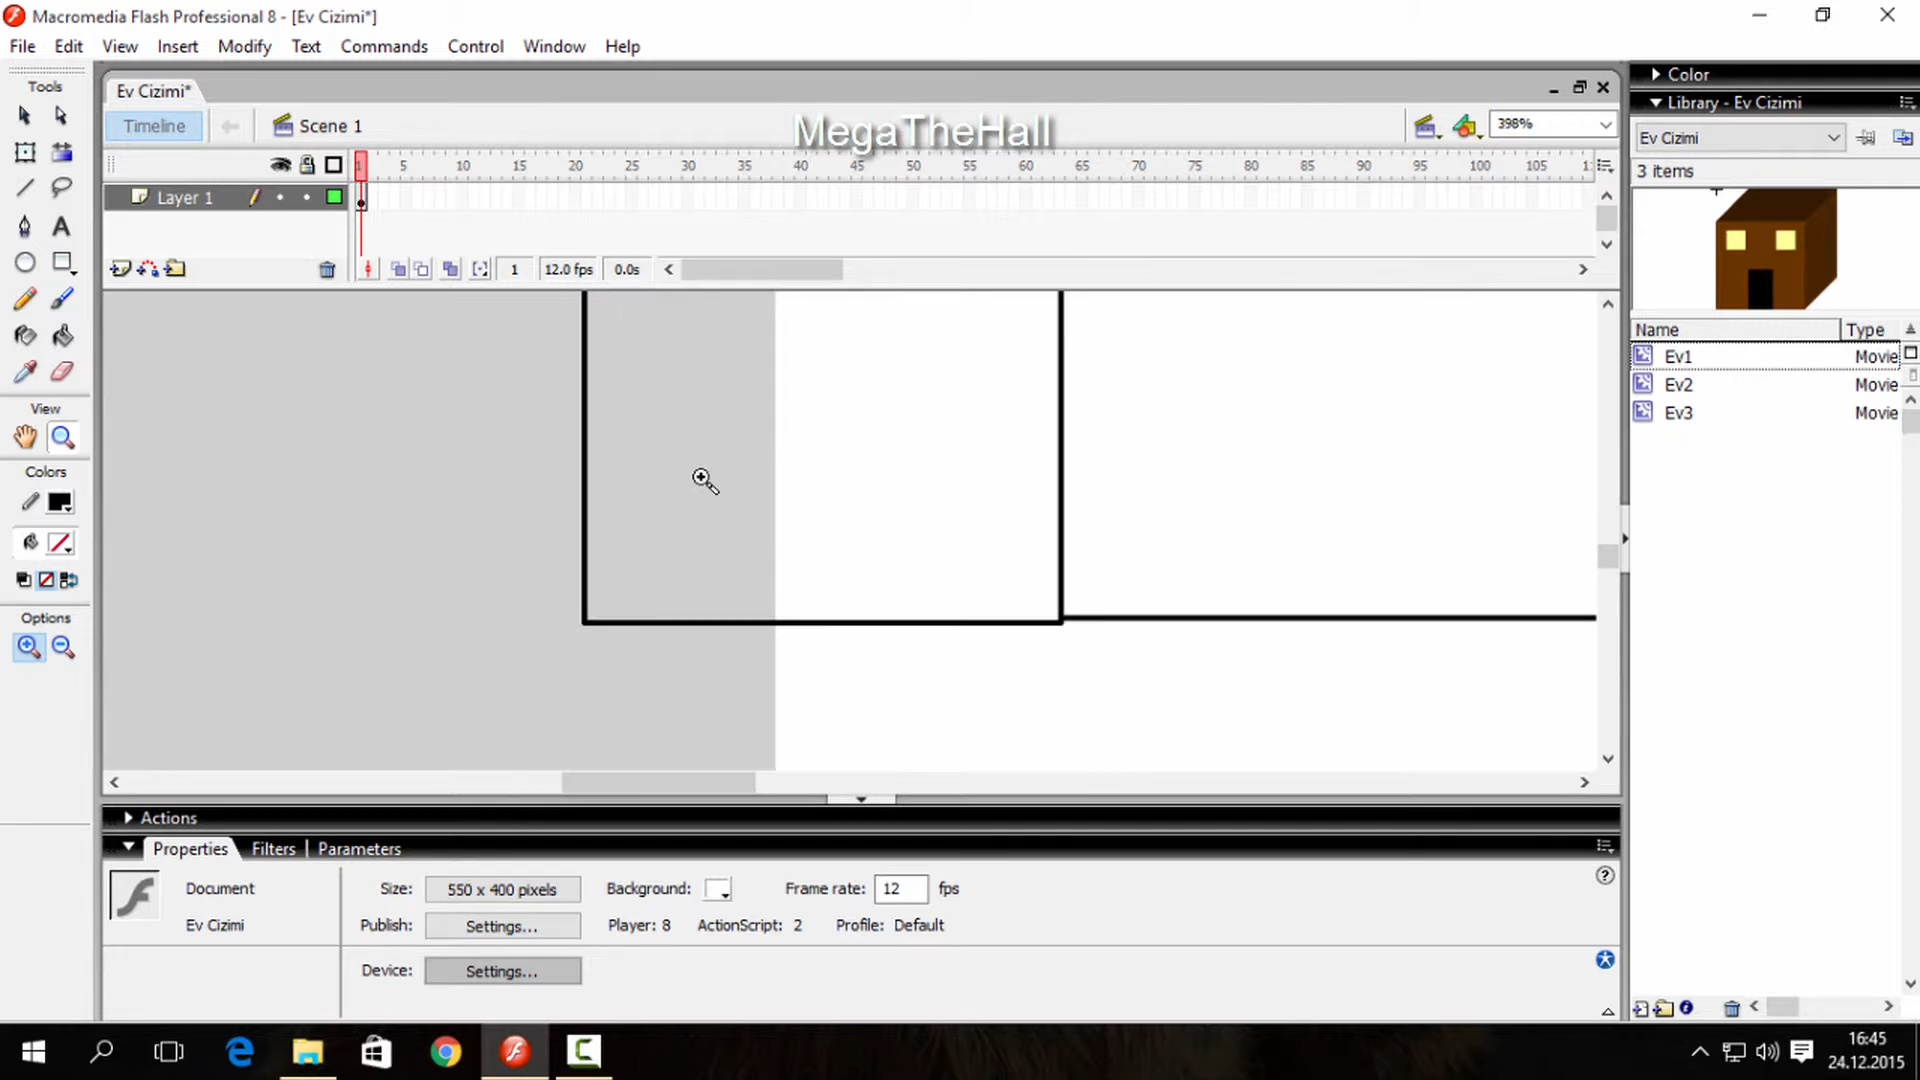 Macromedia Flash Professional 8 - [Ev Cizimi*]
File Edit View Insert Modify Text Commands Control Window Help
Tools
Ev Cizimi*
Timeline
Scene 1
MegaTheHall
398%
1 5 10 15 20 25 30 35 40 45 50 55 60 65 70 75 80 85 90 95 100 105
Layer 1
1 12.0 fps 0.0s
View
Colors
Options
Color
Library - Ev Cizimi
Ev Cizimi
3 items
Name Type
Ev1 Movie
Ev2 Movie
Ev3 Movie
Actions
Properties Filters Parameters
Document
Ev Cizimi
Size: 550 x 400 pixels Background: Frame rate: 12 fps
Publish: Settings... Player: 8 ActionScript: 2 Profile: Default
Device: Settings...
16:45
24.12.2015